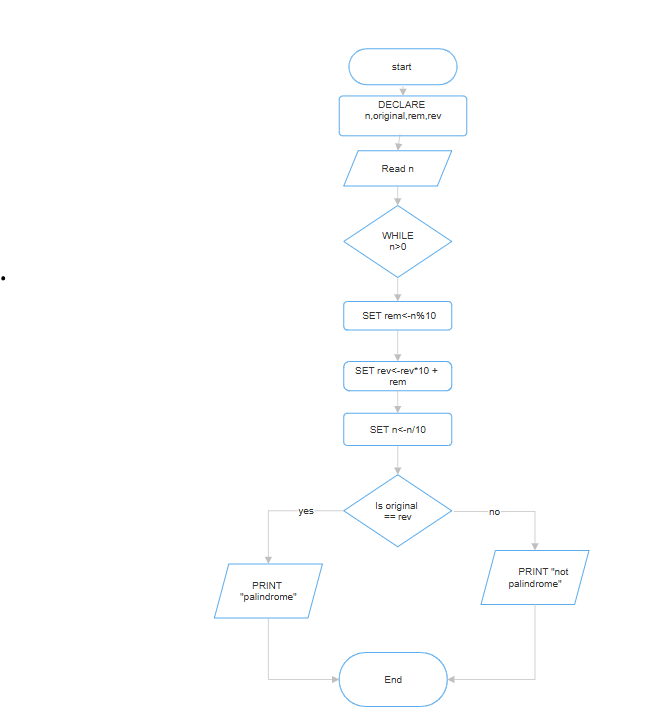 start
DECLARE
n,original,rem,rev
Read n
WHILE
n>0
SET rem<-n%10
SET rev<-rev*10 +
rem
SET n<-n/10
Is original
== rev
yes
no
PRINT
"palindrome"
PRINT "not
palindrome"
End